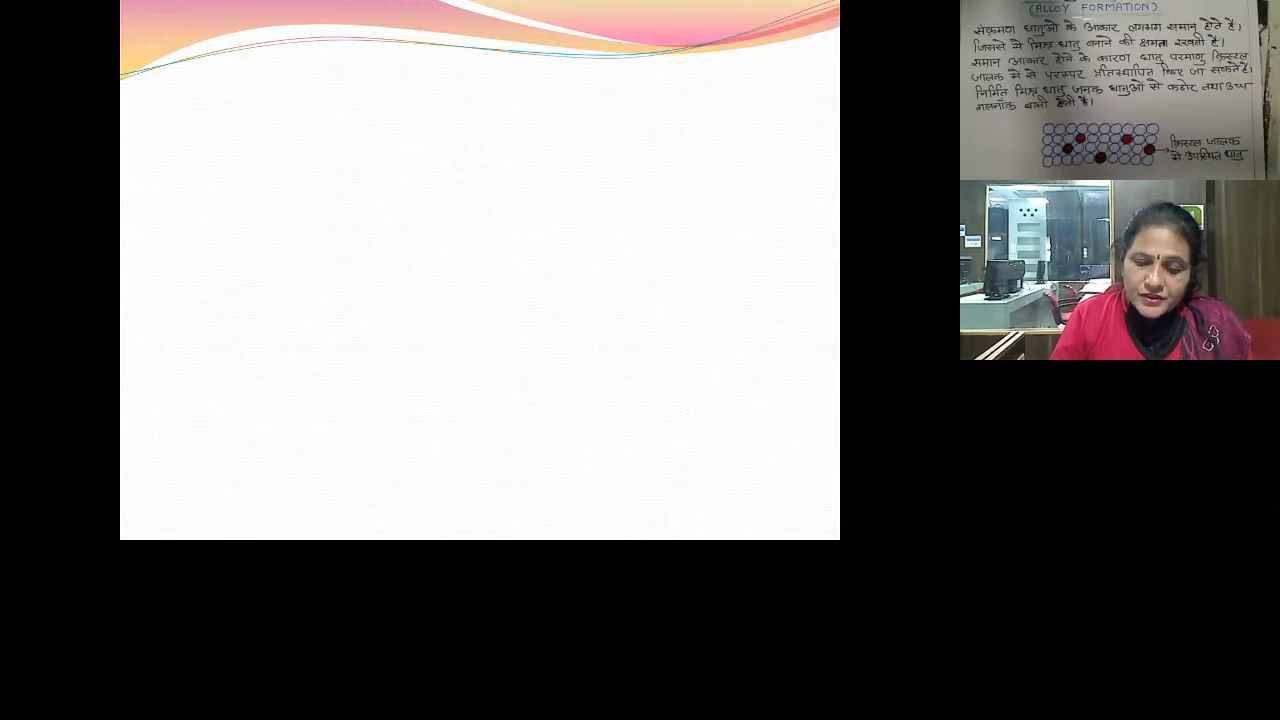 (ALLOY FORMATION)
संक्रमण धातुओं के आकार लगभग समान होते हैं।
जिससे ये मिश्र धातु बनाने की क्षमता रखती हैं।
समान आकार होने के कारण धातु परमाणु क्रिस्टल
जालक में से परस्पर प्रतिस्थापित किए जा सकते हैं।
निर्मित मिश्र धातु जनक धातुओं से कठोर तथा उच्च
गलनांक वाली होती है।
क्रिस्टल जालक
में उपस्थित धातु